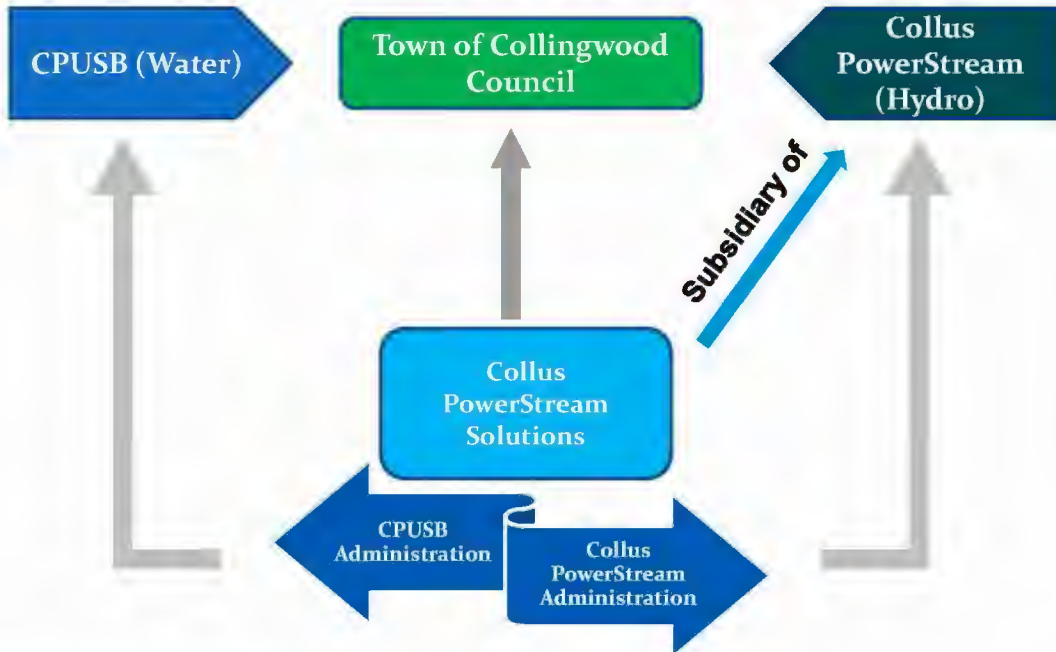 CPUSB (Water)
Town of Collingwood
Council
Collus
PowerStream
(Hydro)
Subsidiary of
Collus
PowerStream
Solutions
CPUSB
Administration
Collus
PowerStream
Administration